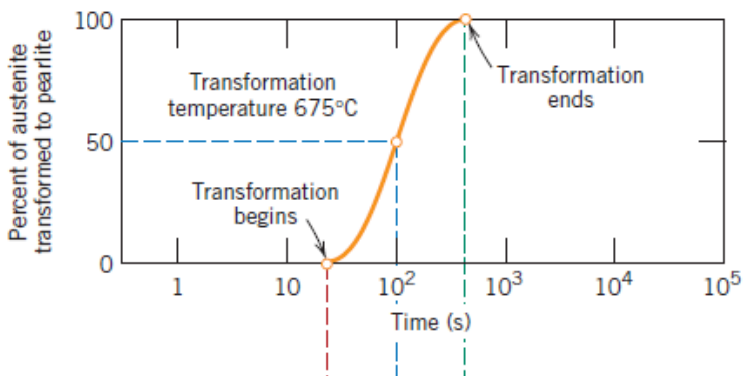 Percent of austenite
transformed to pearlite
100
50
0
Transformation
temperature 675°C
Transformation
begins
Transformation
ends
1 10 10² 10³ 10⁴ 10⁵
Time (s)